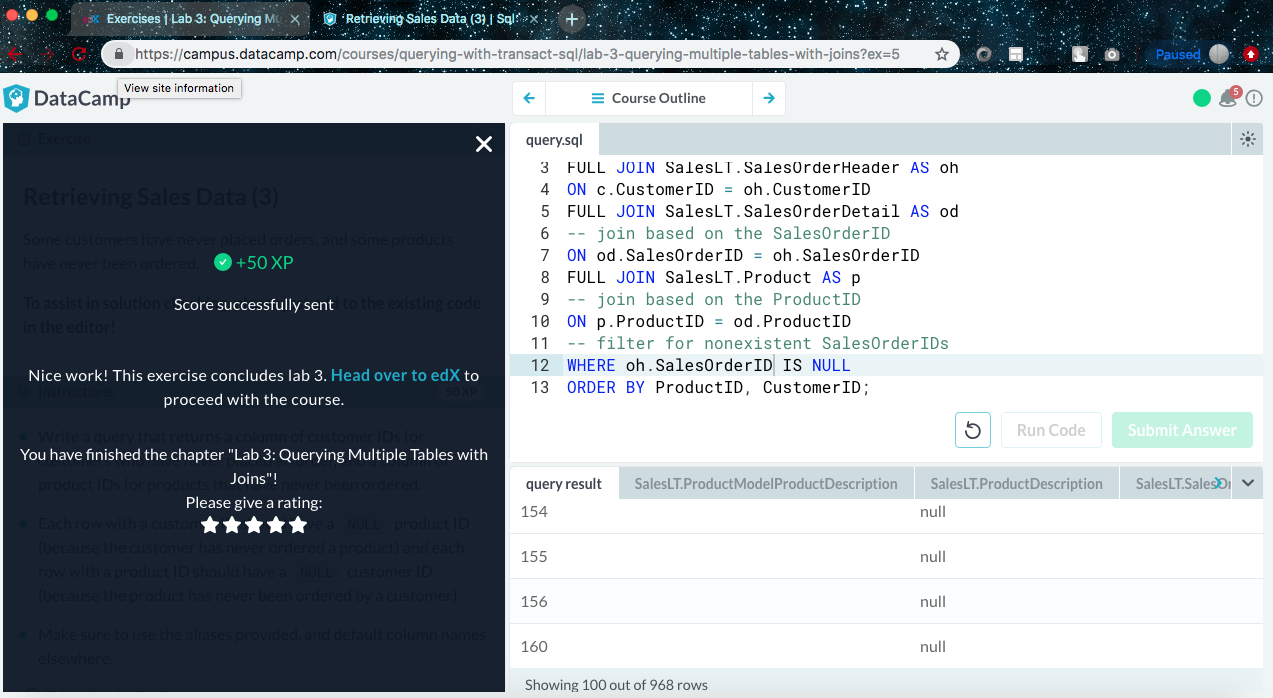 Exercises | Lab 3: Querying Mu
Retrieving Sales Data (3) | Sql
https://campus.datacamp.com/courses/querying-with-transact-sql/lab-3-querying-multiple-tables-with-joins?ex=5
Paused
View site information
DataCamp
Course Outline
5
Exercise
Retrieving Sales Data (3)
Some customers have never placed orders, and some products
have never been ordered.
+50 XP
Score successfully sent
To assist in solution to the existing code
in the editor!
Nice work! This exercise concludes lab 3. Head over to edX to
proceed with the course.
Instructions
50 XP
Write a query that returns a column of customer IDs for
You have finished the chapter "Lab 3: Querying Multiple Tables with
Joins"!
product IDs for products that have never been ordered.
Please give a rating:
Each row with a customer NULL product ID
(because the customer has never ordered a product) and each
row with a product ID should have a NULL customer ID
(because the product has never been ordered by a customer).
Make sure to use the aliases provided, and default column names
elsewhere.
query.sql
3 FULL JOIN SalesLT.SalesOrderHeader AS oh
4 ON c.CustomerID = oh.CustomerID
5 FULL JOIN SalesLT.SalesOrderDetail AS od
6 -- join based on the SalesOrderID
7 ON od.SalesOrderID = oh.SalesOrderID
8 FULL JOIN SalesLT.Product AS p
9 -- join based on the ProductID
10 ON p.ProductID = od.ProductID
11 -- filter for nonexistent SalesOrderIDs
12 WHERE oh.SalesOrderID IS NULL
13 ORDER BY ProductID, CustomerID;
Run Code
Submit Answer
query result
SalesLT.ProductModelProductDescription
SalesLT.ProductDescription
SalesLT.SalesOr
154 null
155 null
156 null
160 null
Showing 100 out of 968 rows